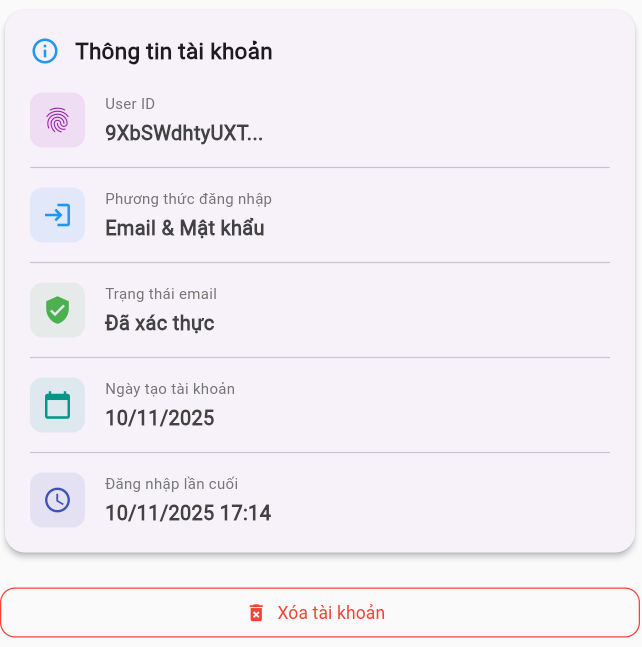 Thông tin tài khoản
User ID
9XbSWdhtyUXT...
Phương thức đăng nhập
Email & Mật khẩu
Trạng thái email
Đã xác thực
Ngày tạo tài khoản
10/11/2025
Đăng nhập lần cuối
10/11/2025 17:14
Xóa tài khoản